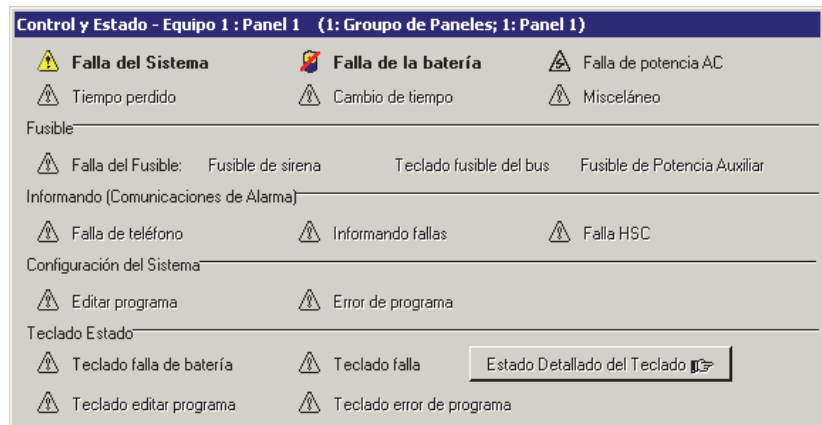 Control y Estado - Equipo 1 : Panel 1 (1: Groupo de Paneles; 1: Panel 1)
Falla del Sistema Falla de la batería Falla de potencia AC
Tiempo perdido Cambio de tiempo Misceláneo
Fusible
Falla del Fusible: Fusible de sirena Teclado fusible del bus Fusible de Potencia Auxiliar
Informando (Comunicaciones de Alarma)
Falla de teléfono Informando fallas Falla HSC
Configuración del Sistema
Editar programa Error de programa
Teclado Estado
Teclado falla de batería Teclado falla Estado Detallado del Teclado
Teclado editar programa Teclado error de programa